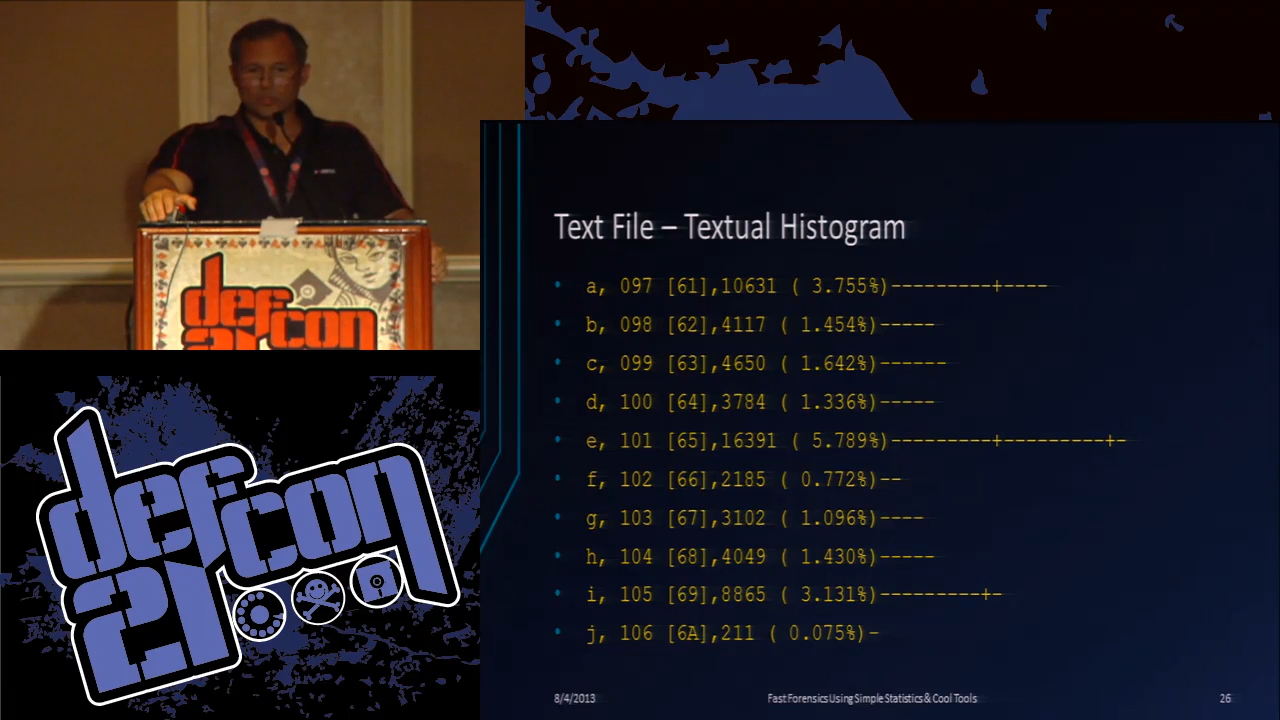 def
con
21
Text File – Textual Histogram
• a, 097 [61],10631 ( 3.755%)---------+----
• b, 098 [62],4117 ( 1.454%)-----
• c, 099 [63],4650 ( 1.642%)------
• d, 100 [64],3784 ( 1.336%)-----
• e, 101 [65],16391 ( 5.789%)---------+---------+-
• f, 102 [66],2185 ( 0.772%)--
• g, 103 [67],3102 ( 1.096%)----
• h, 104 [68],4049 ( 1.430%)-----
• i, 105 [69],8865 ( 3.131%)---------+-
• j, 106 [6A],211 ( 0.075%)-
8/4/2013 Fast Forensics Using Simple Statistics & Cool Tools 26
defcon
21